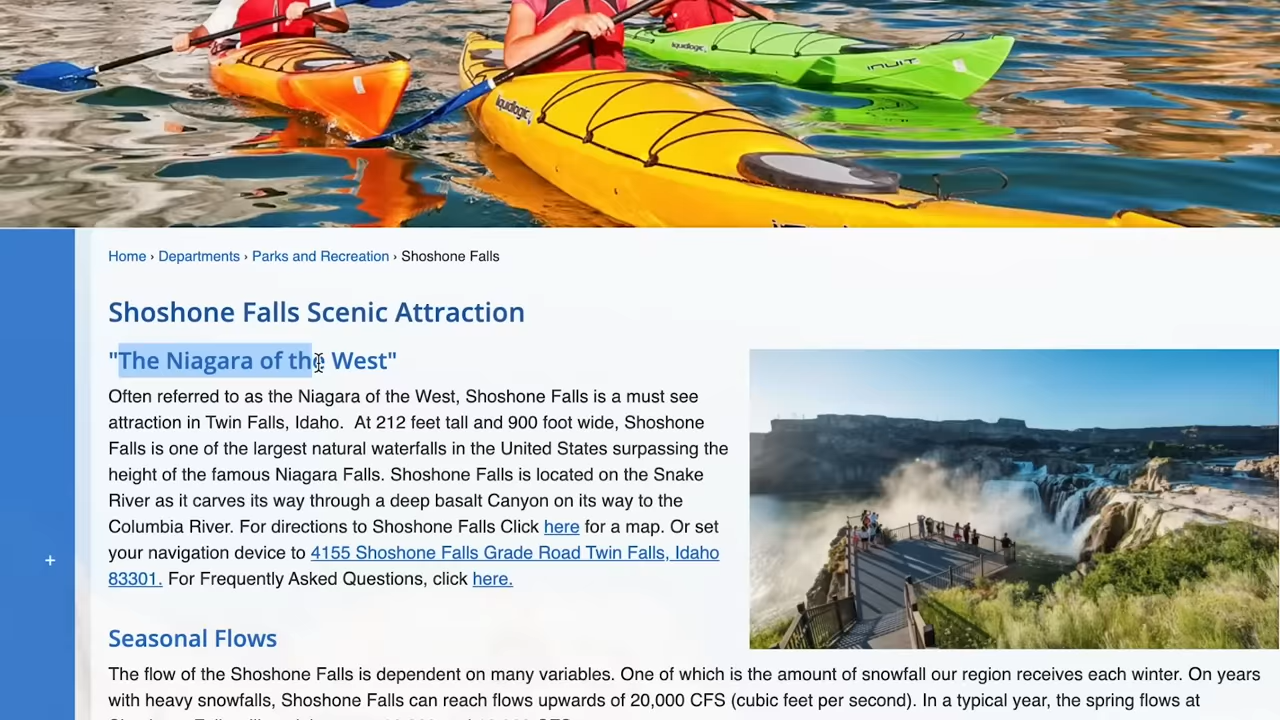 liquidlogic
INUIT
liquidlogic
Home › Departments › Parks and Recreation › Shoshone Falls
Shoshone Falls Scenic Attraction
"The Niagara of the West"
Often referred to as the Niagara of the West, Shoshone Falls is a must see
attraction in Twin Falls, Idaho.  At 212 feet tall and 900 foot wide, Shoshone
Falls is one of the largest natural waterfalls in the United States surpassing the
height of the famous Niagara Falls. Shoshone Falls is located on the Snake
River as it carves its way through a deep basalt Canyon on its way to the
Columbia River. For directions to Shoshone Falls Click here for a map. Or set
your navigation device to 4155 Shoshone Falls Grade Road Twin Falls, Idaho
83301. For Frequently Asked Questions, click here.
Seasonal Flows
The flow of the Shoshone Falls is dependent on many variables. One of which is the amount of snowfall our region receives each winter. On years
with heavy snowfalls, Shoshone Falls can reach flows upwards of 20,000 CFS (cubic feet per second). In a typical year, the spring flows at